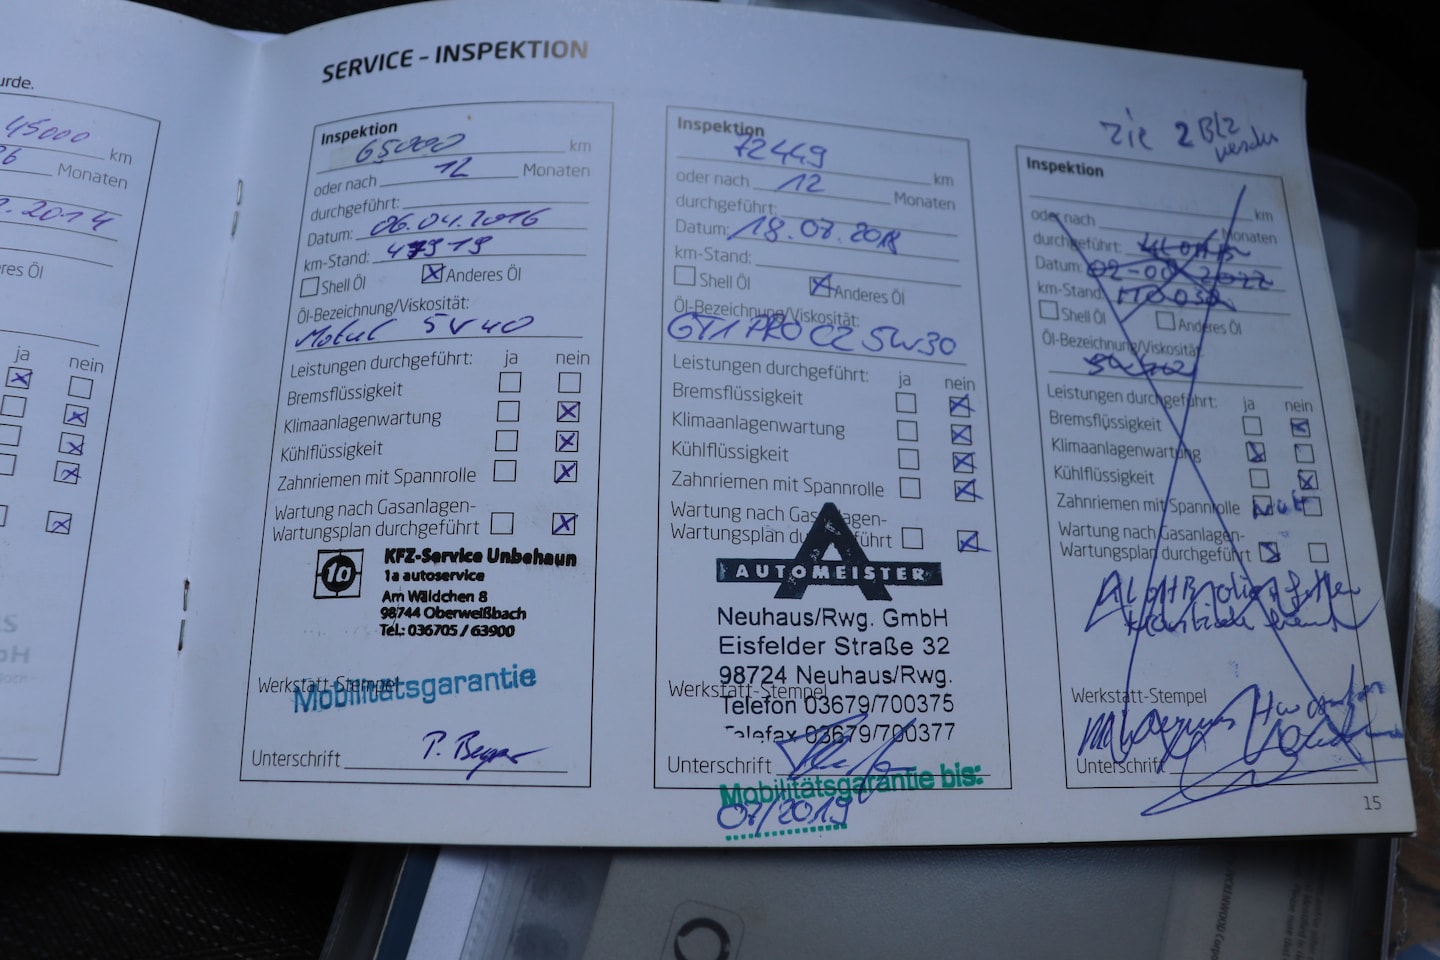 urde.
45000
km
Monaten
2.2014
eres Öl
ja nein
SERVICE – INSPEKTION
Inspektion
65000 km
oder nach 12 Monaten
durchgeführt:
Datum: 06.04.2016
km-Stand: 47919
Shell Öl Anderes Öl
Öl-Bezeichnung/Viskosität:
Motul 5W40
Leistungen durchgeführt: ja nein
Bremsflüssigkeit
Klimaanlagenwartung
Kühlflüssigkeit
Zahnriemen mit Spannrolle
Wartung nach Gasanlagen-
Wartungsplan durchgeführt
1a
KFZ-Service Unbehaun
1a autoservice
Am Wäldchen 8
98744 Oberweißbach
Tel.: 036705 / 63900
Werkstatt-Stempel
Mobilitätsgarantie
Unterschrift
Inspektion
72449 km
oder nach 12 Monaten
durchgeführt:
Datum: 18.07.2018
km-Stand:
Shell Öl Anderes Öl
Öl-Bezeichnung/Viskosität:
GT1 PRO C2 5W30
Leistungen durchgeführt: ja nein
Bremsflüssigkeit
Klimaanlagenwartung
Kühlflüssigkeit
Zahnriemen mit Spannrolle
Wartung nach Gasanlagen-
Wartungsplan durchgeführt
AUTOMEISTER
Neuhaus/Rwg. GmbH
Eisfelder Straße 32
98724 Neuhaus/Rwg.
Werkstatt-Stempel
Telefon 03679/700375
Telefax 03679/700377
Unterschrift
Mobilitätsgarantie bis:
07/2019
2 Blz
Inspektion
km
oder nach Monaten
durchgeführt:
Datum:
km-Stand:
Shell Öl Anderes Öl
Öl-Bezeichnung/Viskosität:
Leistungen durchgeführt: ja nein
Bremsflüssigkeit
Klimaanlagenwartung
Kühlflüssigkeit
Zahnriemen mit Spannrolle
Wartung nach Gasanlagen-
Wartungsplan durchgeführt
Werkstatt-Stempel
Unterschrift
15